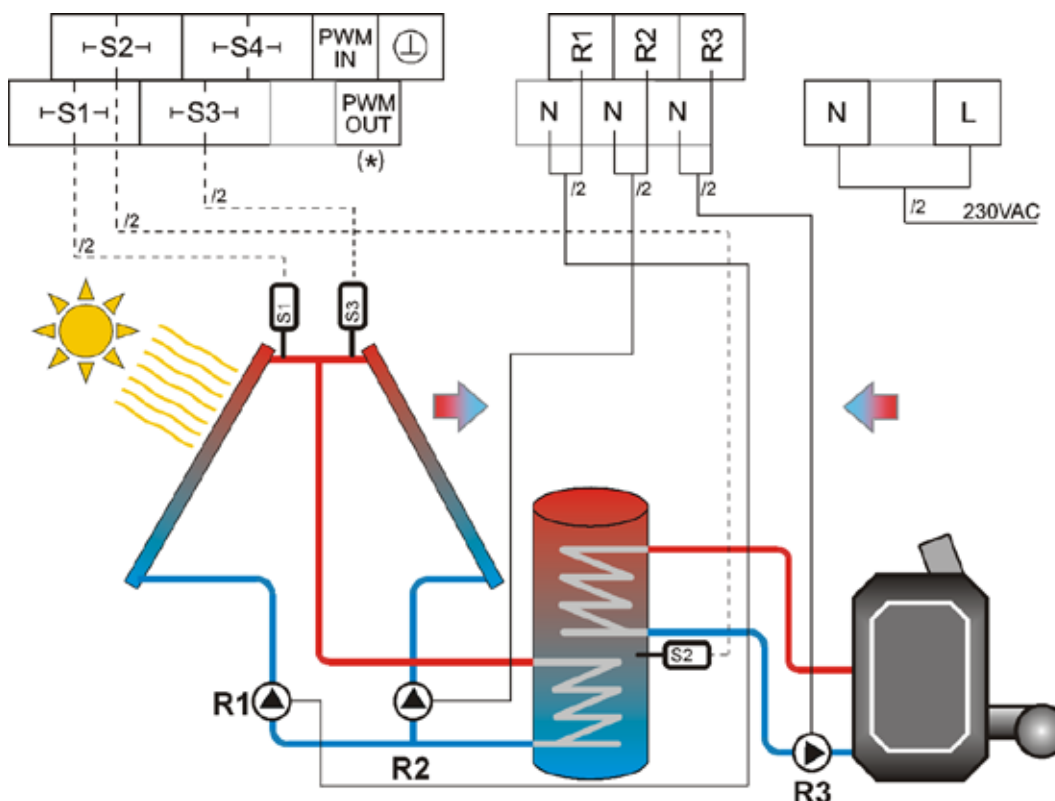 S2 S4 PWM IN
S1 S3 PWM OUT
(*)
R1 R2 R3
N N N
N L
/2 /2 /2
/2 /2 /2
/2 230VAC
S1 S3
S2
R1
R2
R3